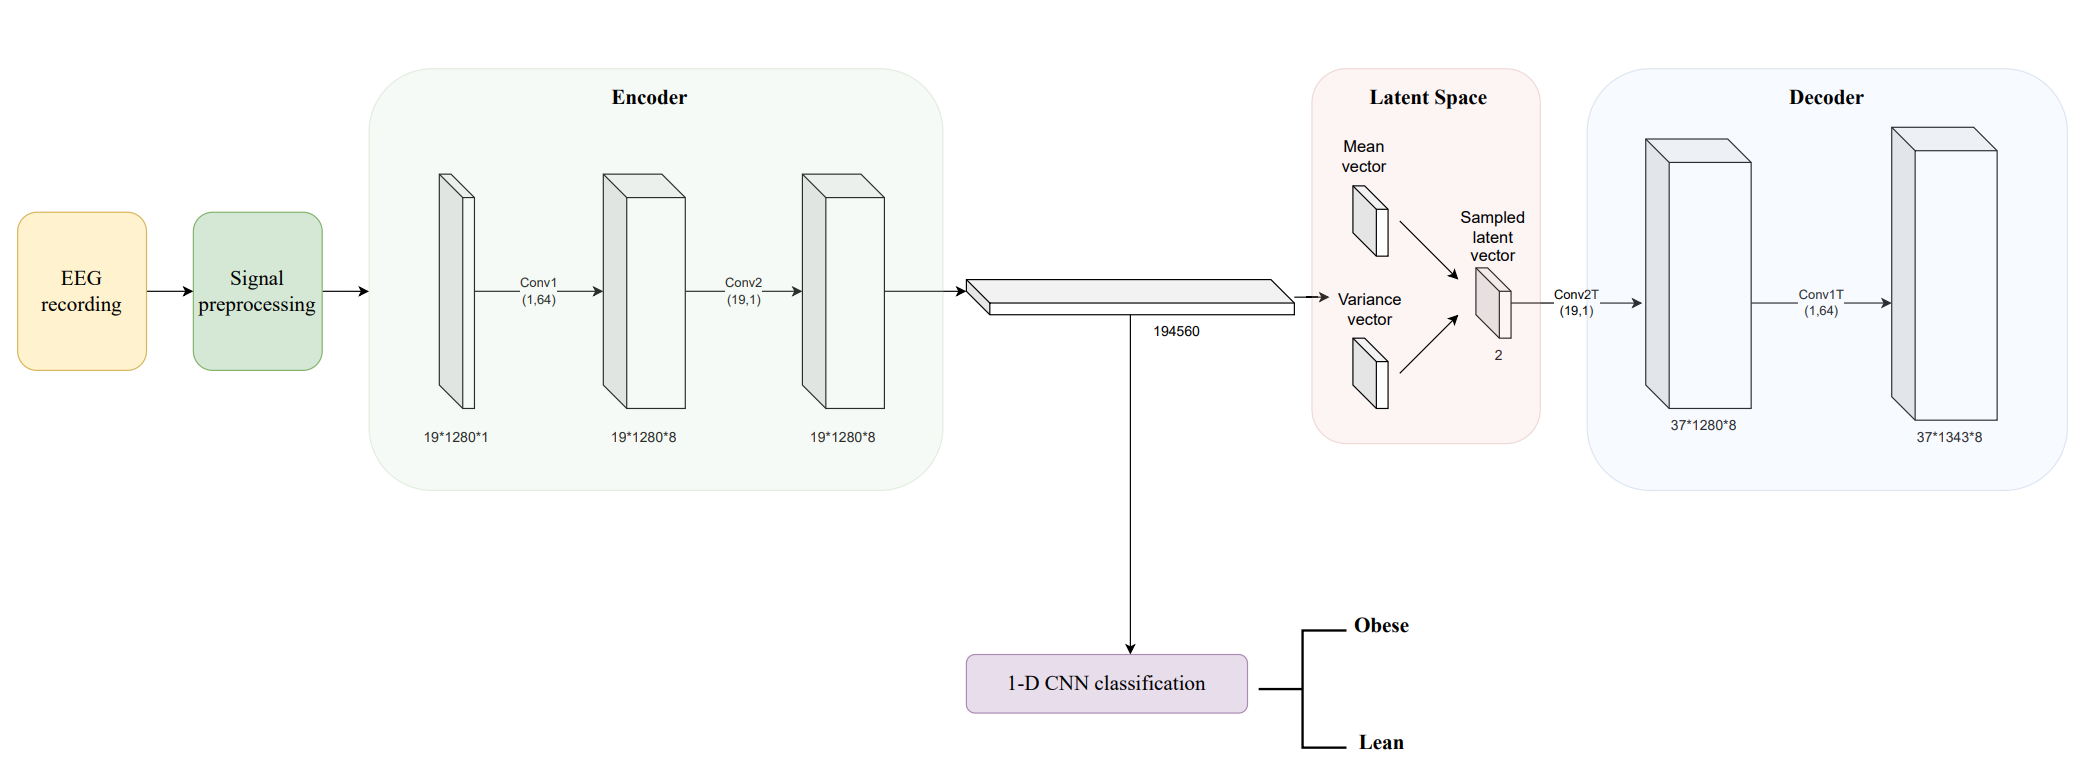 EEG
recording
Signal
preprocessing
Encoder
Conv1
(1,64)
Conv2
(19,1)
19*1280*1
19*1280*8
19*1280*8
194560
Latent Space
Mean
vector
Variance
vector
Sampled
latent
vector
2
Conv2T
(19,1)
Decoder
Conv1T
(1,64)
37*1280*8
37*1343*8
1-D CNN classification
Obese
Lean